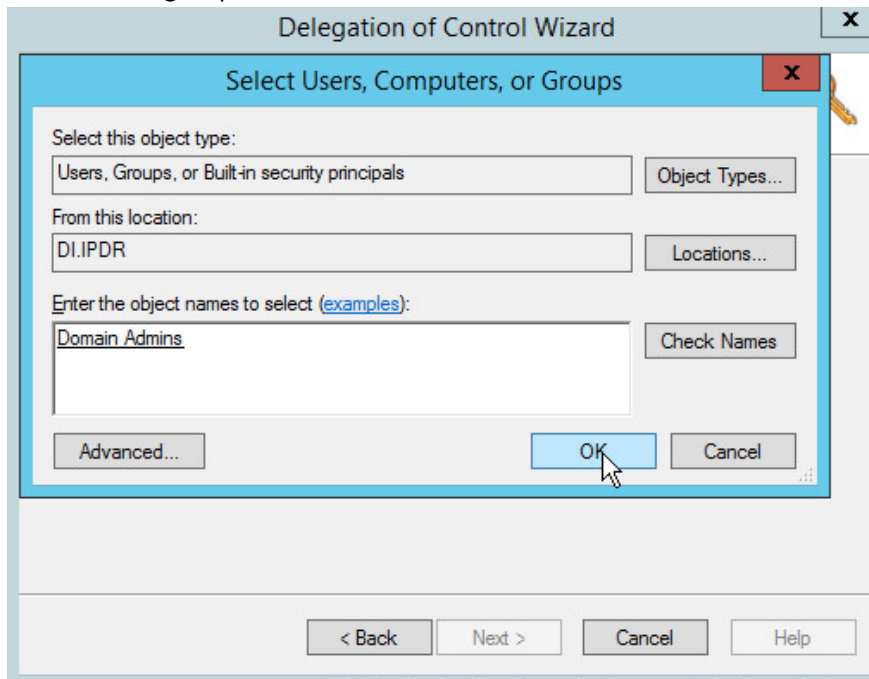 Delegation of Control Wizard
x
Select Users, Computers, or Groups
x
Select this object type:
Users, Groups, or Built-in security principals
Object Types...
From this location:
DI.IPDR
Locations...
Enter the object names to select (examples):
Domain Admins
Check Names
Advanced...
OK
Cancel
< Back
Next >
Cancel
Help